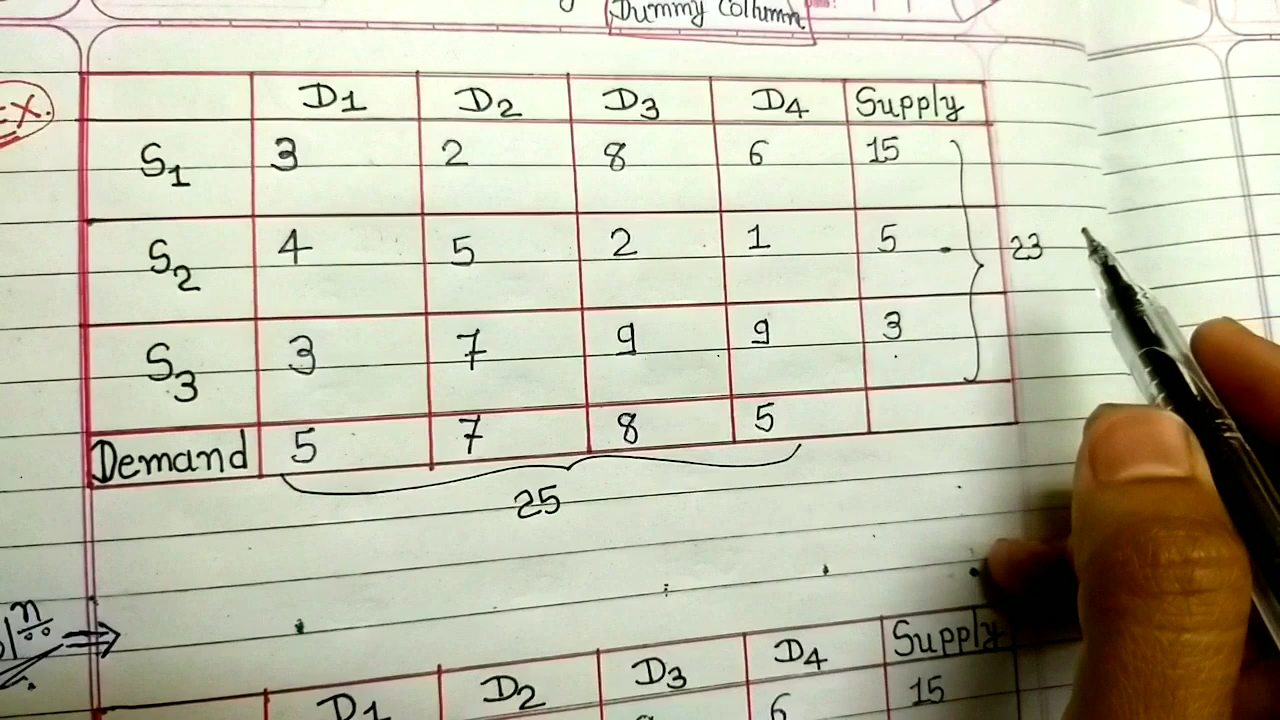 Dummy Collumn
Ex.
D1 D2 D3 D4 Supply
S1 3 2 8 6 15
S2 4 5 2 1 5
23
S3 3 7 9 9 3
Demand 5 7 8 5
25
D1 D2 D3 D4 Supply
6 15